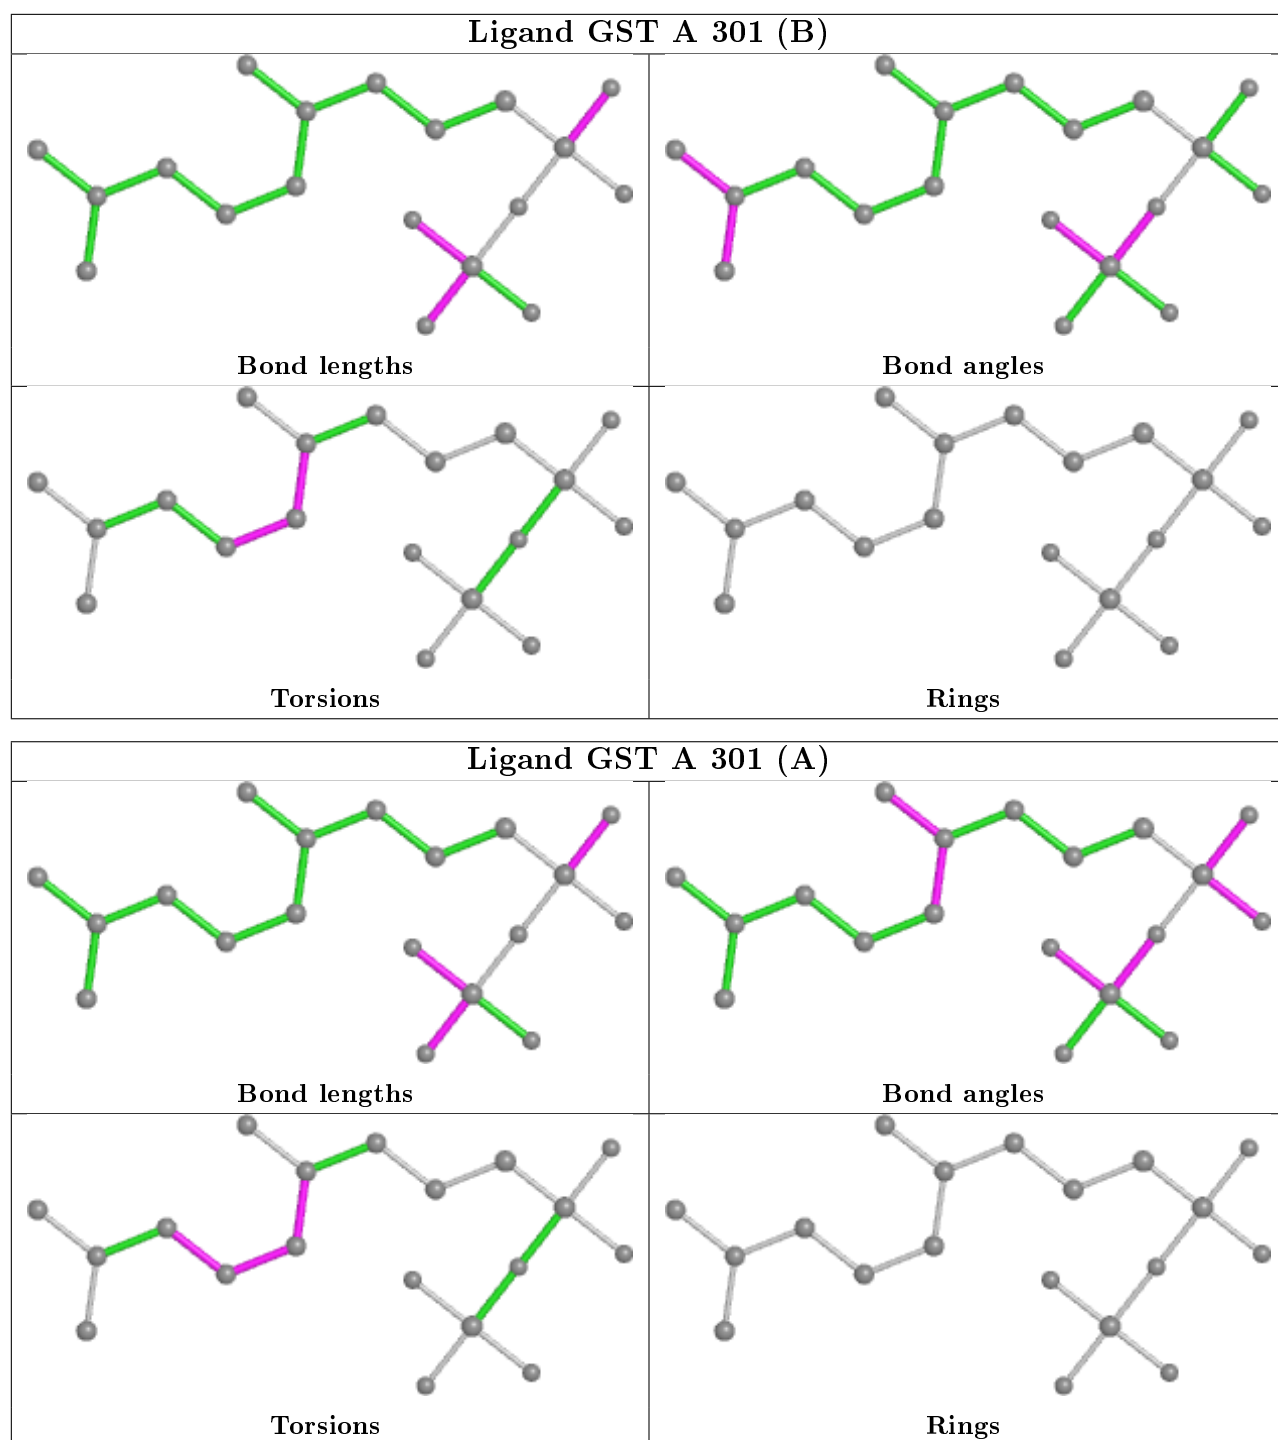 Ligand GST A 301 (B)
Bond lengths
Bond angles
Torsions
Rings
Ligand GST A 301 (A)
Bond lengths
Bond angles
Torsions
Rings